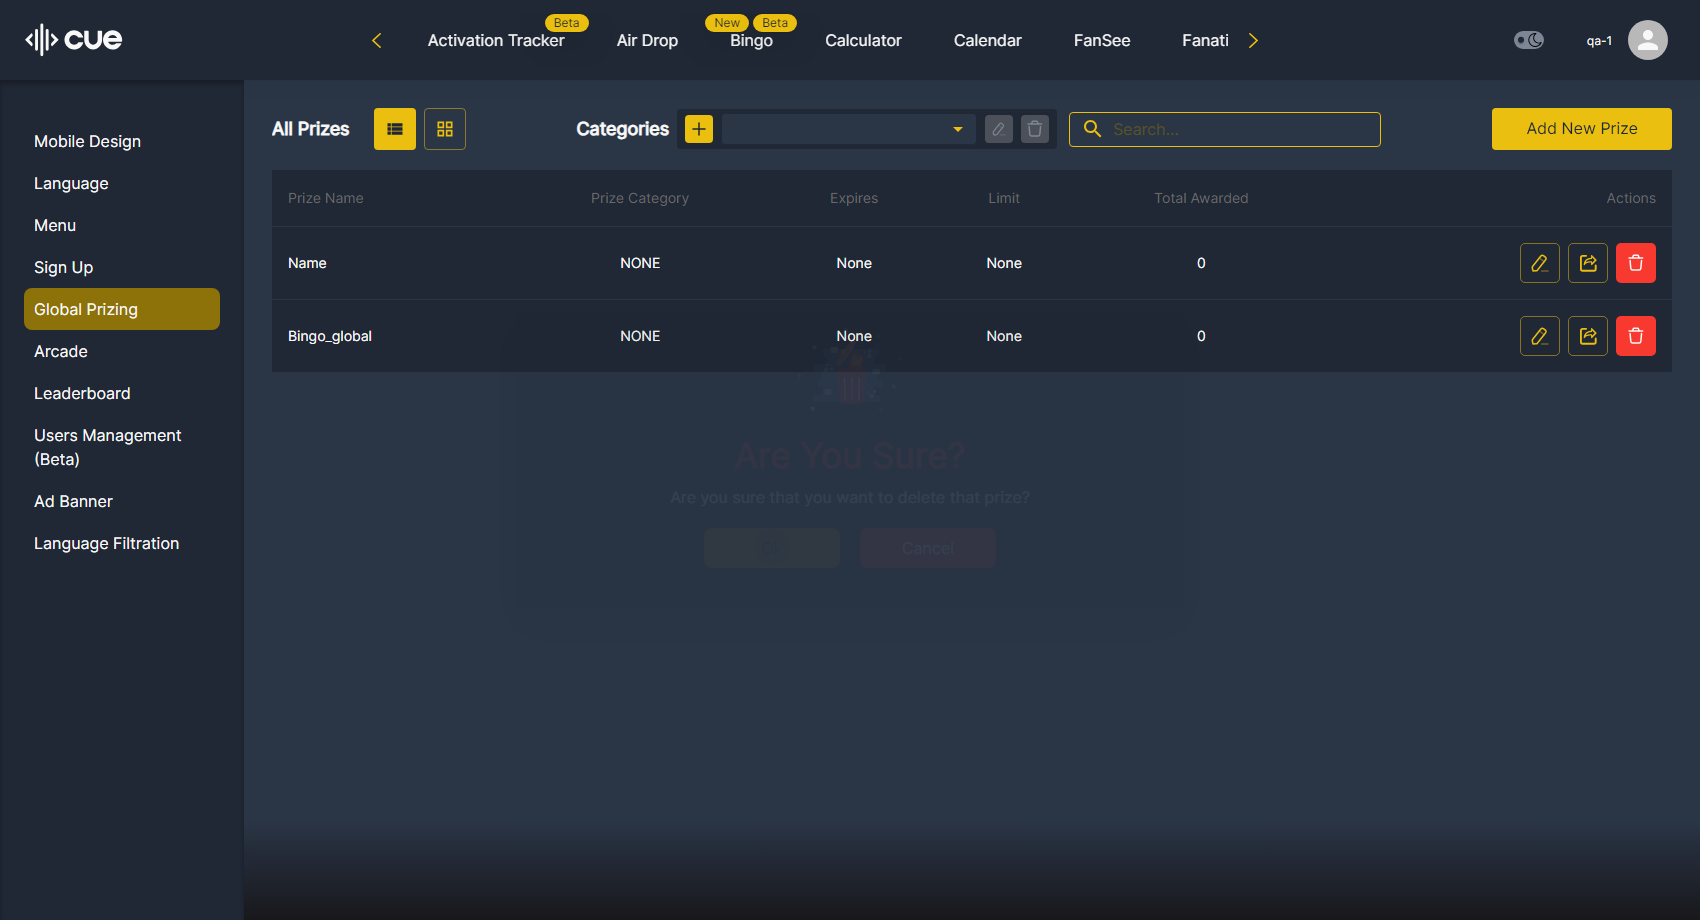 cue
Activation Tracker Beta
Air Drop
Bingo New Beta
Calculator
Calendar
FanSee
Fanati
qa-1
Mobile Design
Language
Menu
Sign Up
Global Prizing
Arcade
Leaderboard
Users Management
(Beta)
Ad Banner
Language Filtration
All Prizes
Categories
Search...
Add New Prize
Prize Name Prize Category Expires Limit Total Awarded Actions
Name NONE None None 0
Bingo_global NONE None None 0
Are You Sure?
Are you sure that you want to delete that prize?
Cancel